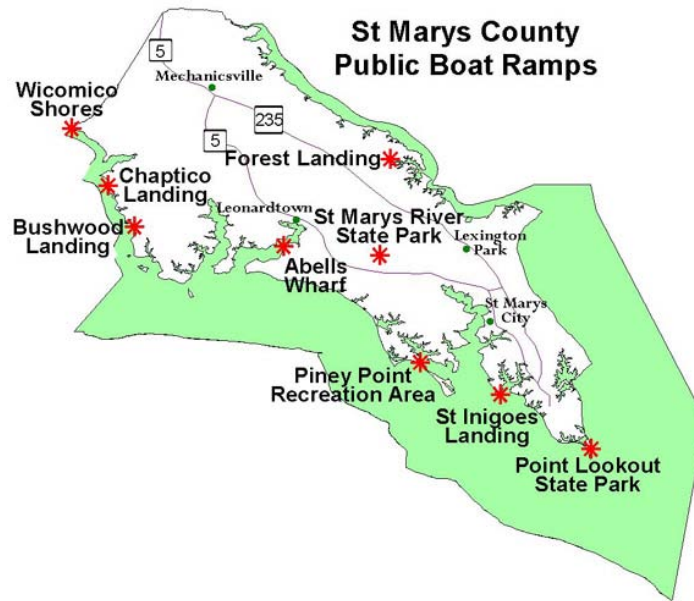 St Marys County
Public Boat Ramps
5
Mechanicsville
Wicomico
Shores
235
5
Forest Landing
Chaptico
Landing
Leonardtown
St Marys River
State Park
Bushwood
Landing
Lexington
Park
Abells
Wharf
St Marys
City
Piney Point
Recreation Area
St Inigoes
Landing
Point Lookout
State Park